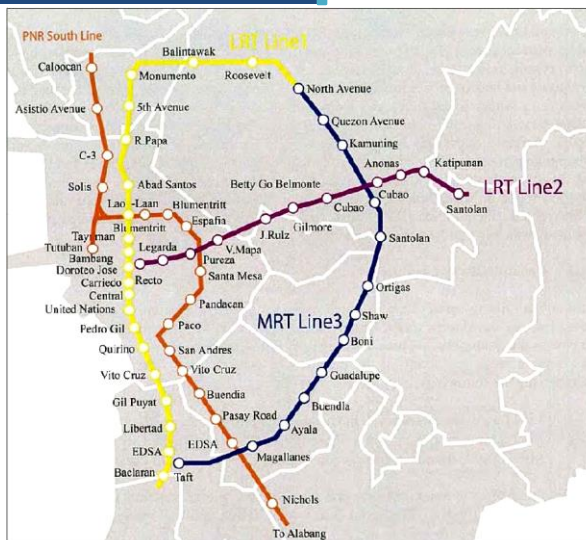 PNR South Line
LRT Line1
Caloocan
Balintawak
Monumento
Roosevelt
North Avenue
Asistio Avenue
5th Avenue
Quezon Avenue
R.Papa
Kamuning
C-3
Anonas
Katipunan
Solis
Abad Santos
Betty Go Belmonte
Cubao
LRT Line2
Laon-Laan
Blumentritt
Cubao
Santolan
Blumentritt
España
Gilmore
Tayuman
J.Ruiz
Santolan
Tutuban
Legarda
V.Mapa
Bambang
Pureza
Doroteo Jose
Recto
Santa Mesa
Carriedo
Central
Ortigas
United Nations
Pandacan
MRT Line3
Shaw
Pedro Gil
Paco
Boni
Quirino
San Andres
Vito Cruz
Vito Cruz
Guadalupe
Gil Puyat
Buendia
Buendla
Libertad
Pasay Road
Ayala
EDSA
EDSA
Magallanes
Baclaran
Taft
Nichols
To Alabang